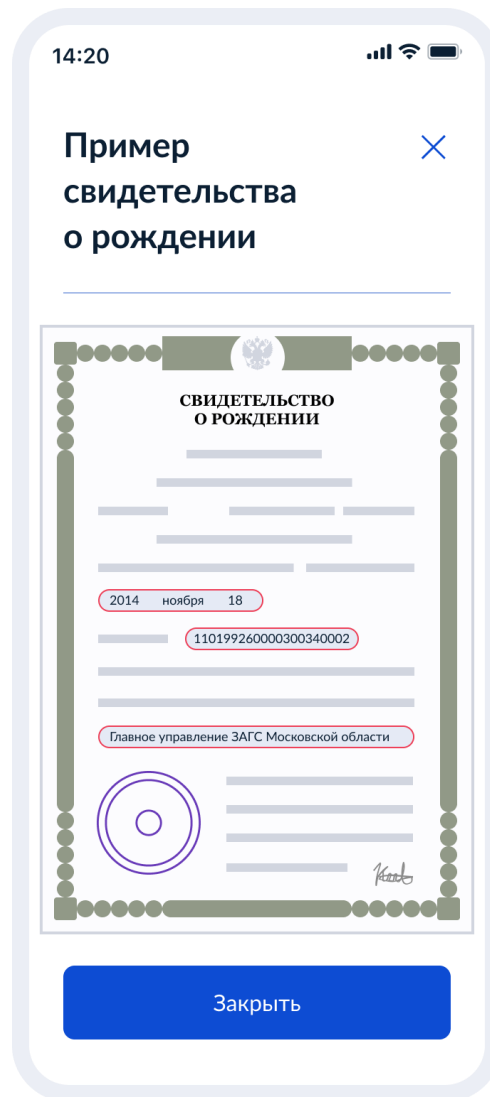 14:20
Пример
свидетельства
о рождении
СВИДЕТЕЛЬСТВО
О РОЖДЕНИИ
2014 ноября 18
110199260000300340002
Главное управление ЗАГС Московской области
Закрыть